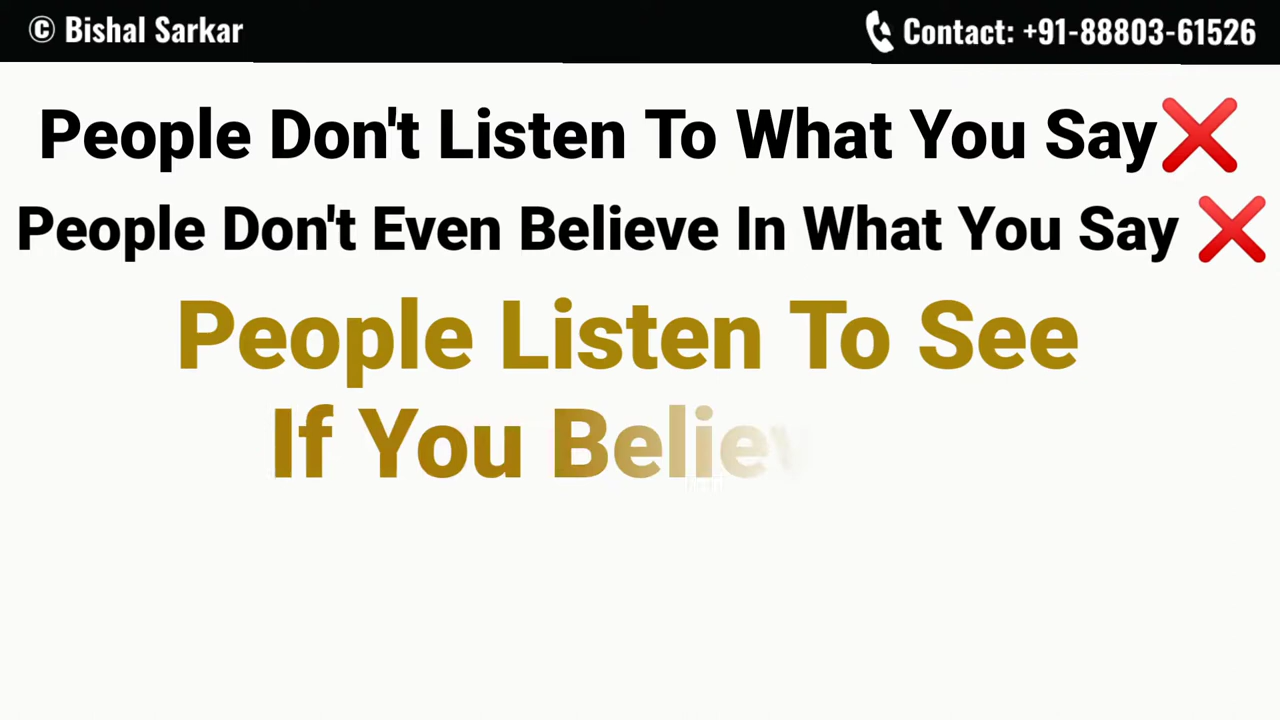 © Bishal Sarkar
Contact: +91-88803-61526
People Don't Listen To What You Say❌
People Don't Even Believe In What You Say ❌
People Listen To See
If You Believ